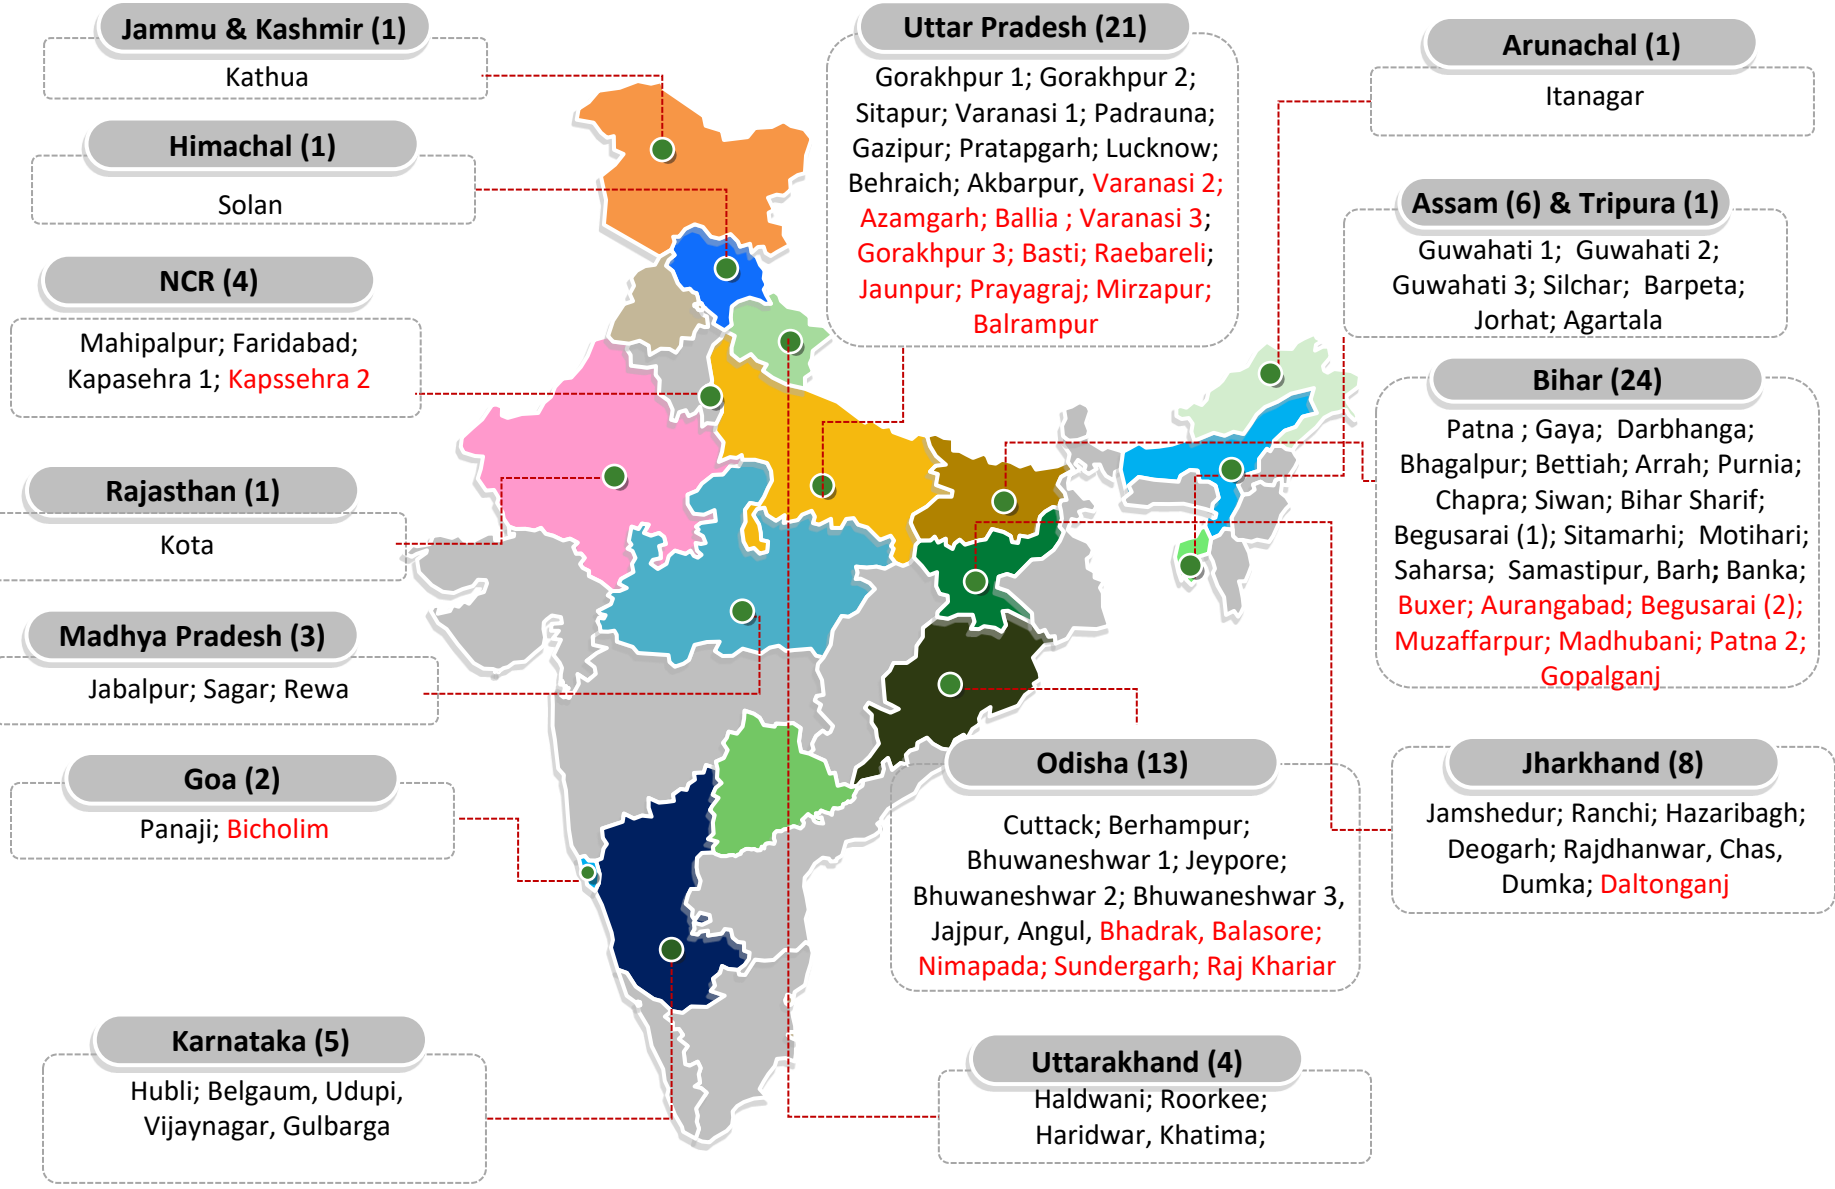 Jammu & Kashmir (1)
Kathua
Himachal (1)
Solan
NCR (4)
Mahipalpur; Faridabad;
Kapasehra 1; Kapssehra 2
Rajasthan (1)
Kota
Madhya Pradesh (3)
Jabalpur; Sagar; Rewa
Goa (2)
Panaji; Bicholim
Karnataka (5)
Hubli; Belgaum, Udupi,
Vijaynagar, Gulbarga
Uttar Pradesh (21)
Gorakhpur 1; Gorakhpur 2;
Sitapur; Varanasi 1; Padrauna;
Gazipur; Pratapgarh; Lucknow;
Behraich; Akbarpur, Varanasi 2;
Azamgarh; Ballia ; Varanasi 3;
Gorakhpur 3; Basti; Raebareli;
Jaunpur; Prayagraj; Mirzapur;
Balrampur
Odisha (13)
Cuttack; Berhampur;
Bhuwaneshwar 1; Jeypore;
Bhuwaneshwar 2; Bhuwaneshwar 3,
Jajpur, Angul, Bhadrak, Balasore;
Nimapada; Sundergarh; Raj Khariar
Uttarakhand (4)
Haldwani; Roorkee;
Haridwar, Khatima;
Arunachal (1)
Itanagar
Assam (6) & Tripura (1)
Guwahati 1; Guwahati 2;
Guwahati 3; Silchar; Barpeta;
Jorhat; Agartala
Bihar (24)
Patna ; Gaya; Darbhanga;
Bhagalpur; Bettiah; Arrah; Purnia;
Chapra; Siwan; Bihar Sharif;
Begusarai (1); Sitamarhi; Motihari;
Saharsa; Samastipur, Barh; Banka;
Buxer; Aurangabad; Begusarai (2);
Muzaffarpur; Madhubani; Patna 2;
Gopalganj
Jharkhand (8)
Jamshedur; Ranchi; Hazaribagh;
Deogarh; Rajdhanwar, Chas,
Dumka; Daltonganj